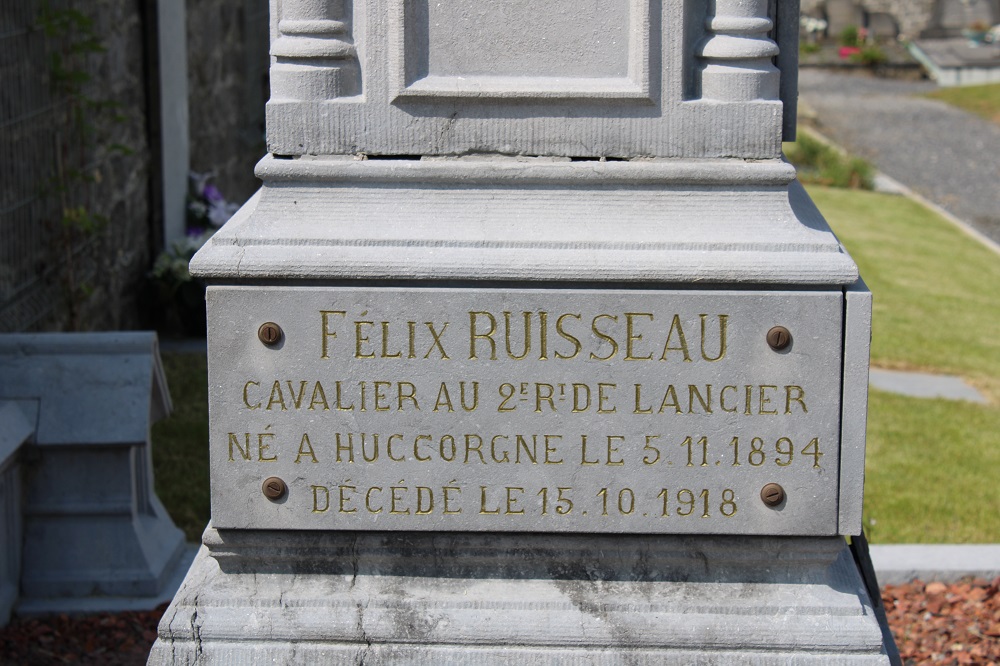 FÉLIX RUISSEAU
CAVALIER AU 2E RT DE LANCIER
NÉ A HUCCORGNE LE 5.11.1894
DÉCÉDÉ LE 15.10.1918